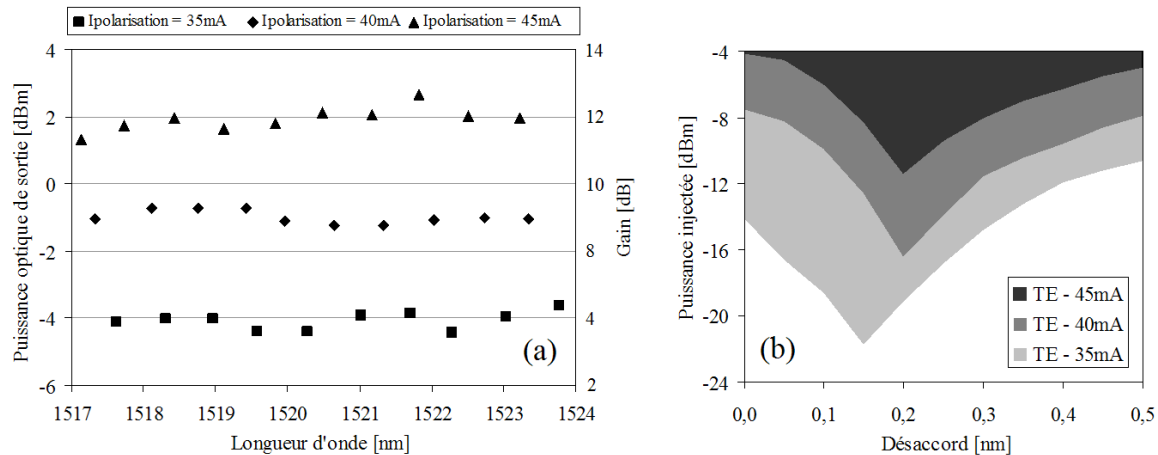 Ipolarisation = 35mA Ipolarisation = 40mA Ipolarisation = 45mA
Puissance optique de sortie [dBm]
4
2
0
-2
-4
-6
14
12
10
8
4
2
Gain [dB]
(a)
1517 1518 1519 1520 1521 1522 1523 1524
Longueur d'onde [nm]
Puissance injectée [dBm]
-4
-8
-12
-16
-20
-24
(b)
TE - 45mA
TE - 40mA
TE - 35mA
0,0 0,1 0,2 0,3 0,4 0,5
Désaccord [nm]